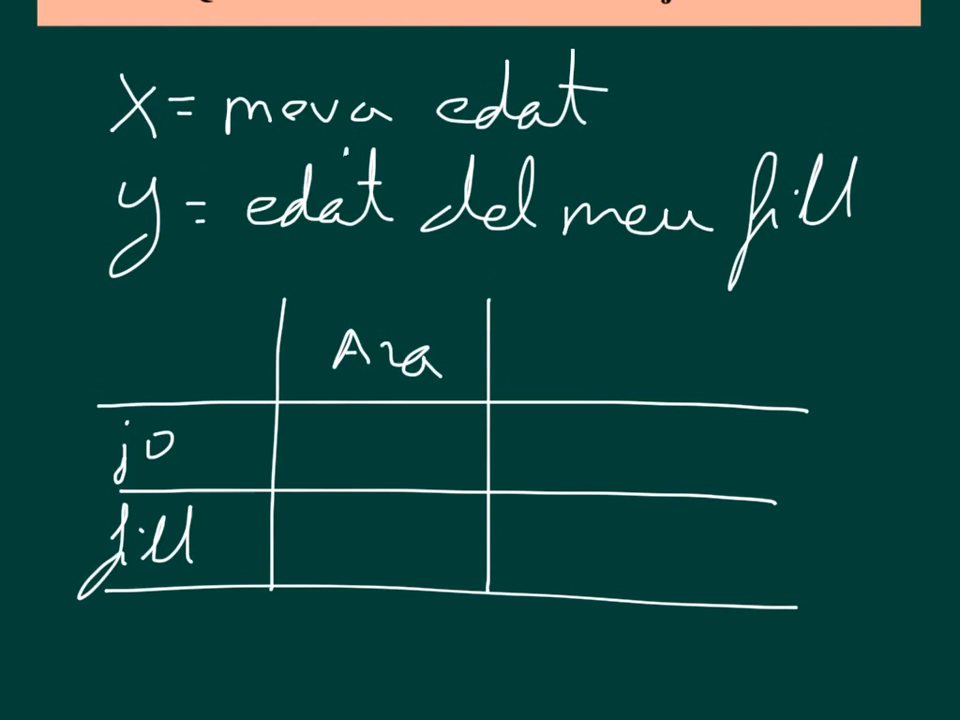 X = meva edat
y = edat del meu fill
Ara
jo
fill